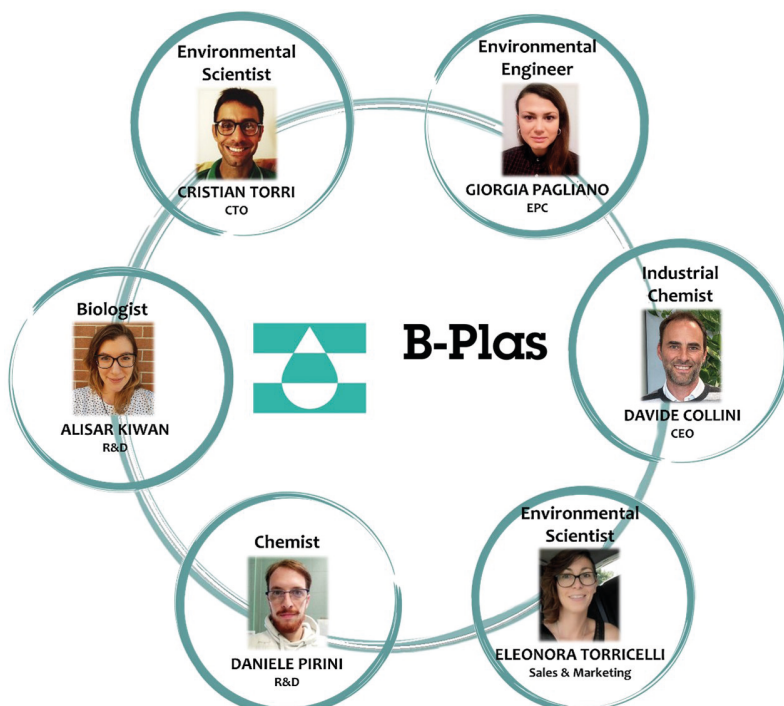 Environmental
Scientist
CRISTIAN TORRI
CTO
Environmental
Engineer
GIORGIA PAGLIANO
EPC
Biologist
ALISAR KIWAN
R&D
B-Plas
Industrial
Chemist
DAVIDE COLLINI
CEO
Chemist
DANIELE PIRINI
R&D
Environmental
Scientist
ELEONORA TORRICELLI
Sales & Marketing